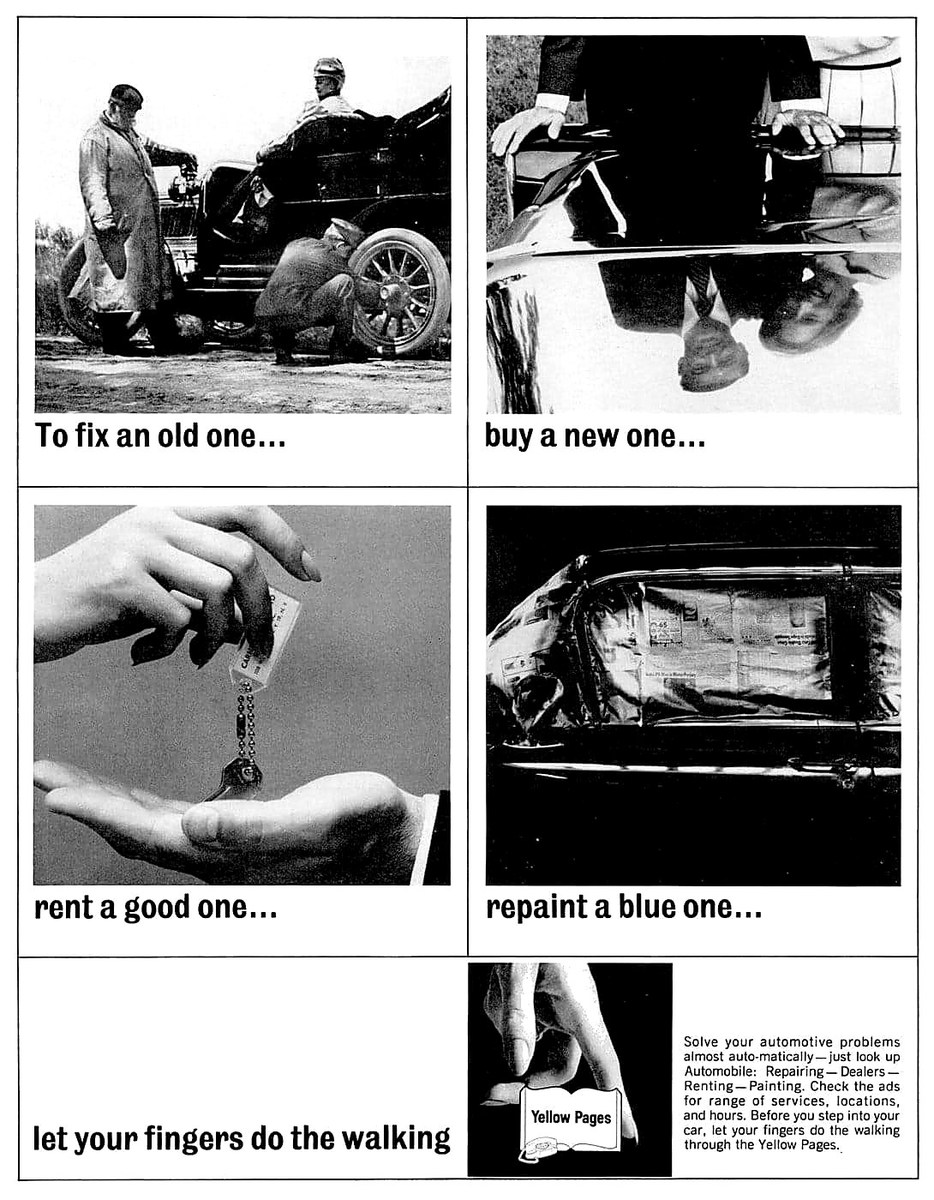 To fix an old one...
buy a new one...
rent a good one...
repaint a blue one...
let your fingers do the walking
Yellow Pages
Solve your automotive problems
almost auto-matically—just look up
Automobile: Repairing—Dealers—
Renting—Painting. Check the ads
for range of services, locations,
and hours. Before you step into your
car, let your fingers do the walking
through the Yellow Pages.